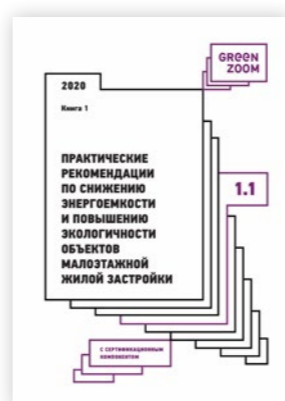 GREEN
ZOOM
2020
Книга 1
ПРАКТИЧЕСКИЕ
РЕКОМЕНДАЦИИ
ПО СНИЖЕНИЮ
ЭНЕРГОЕМКОСТИ
И ПОВЫШЕНИЮ
ЭКОЛОГИЧНОСТИ
ОБЪЕКТОВ
МАЛОЭТАЖНОЙ
ЖИЛОЙ ЗАСТРОЙКИ
1.1
С СЕРТИФИКАЦИОННЫМ
КОМПОНЕНТОМ